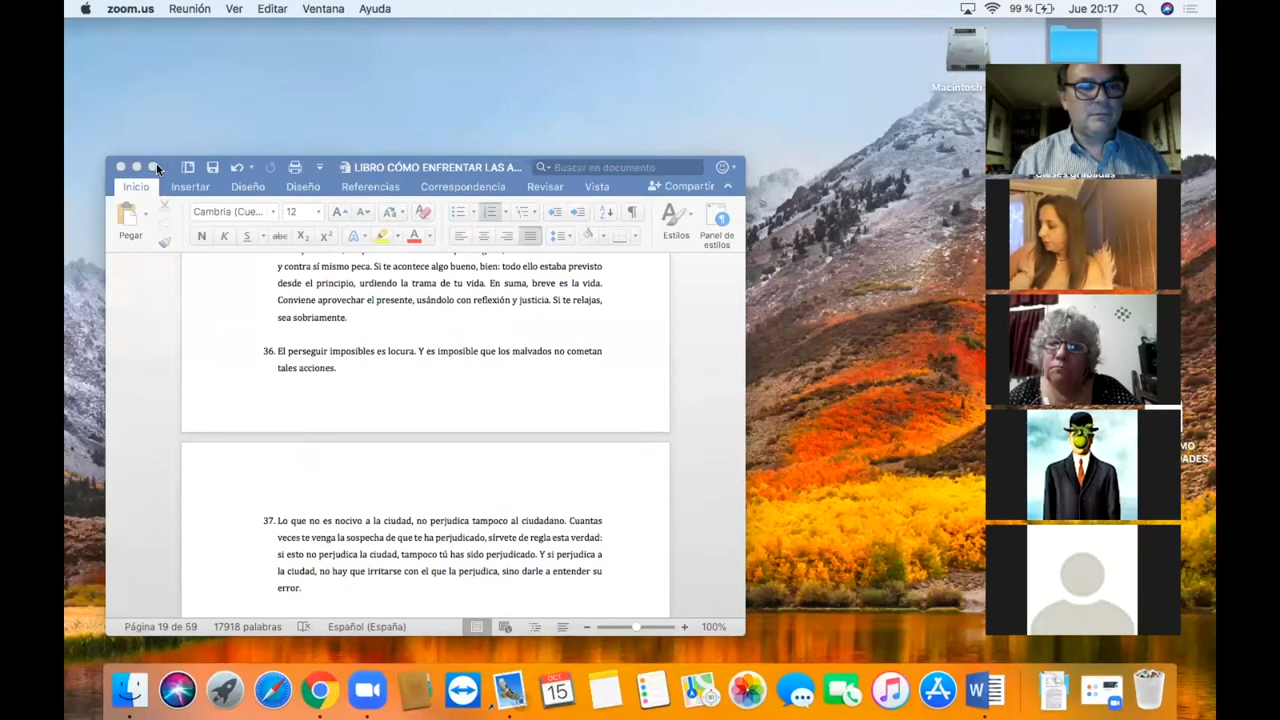 zoom.us Reunión Ver Editar Ventana Ayuda 99 % Jue 20:17
Macintosh
LIBRO CÓMO ENFRENTAR LAS A... Buscar en documento
Inicio Insertar Diseño Diseño Referencias Correspondencia Revisar Vista Compartir
Clases grabadas
Pegar Cambria (Cue... 12 Estilos Panel de
estilos
N K S abc X₂ X² A A
y contra sí mismo peca. Si te acontece algo bueno, bien: todo ello estaba previsto
desde el principio, urdiendo la trama de tu vida. En suma, breve es la vida.
Conviene aprovechar el presente, usándolo con reflexión y justicia. Si te relajas,
sea sobriamente.
36. El perseguir imposibles es locura. Y es imposible que los malvados no cometan
tales acciones.
MO
DADES
37. Lo que no es nocivo a la ciudad, no perjudica tampoco al ciudadano. Cuantas
veces te venga la sospecha de que te ha perjudicado, sírvete de regla esta verdad:
si esto no perjudica la ciudad, tampoco tú has sido perjudicado. Y si perjudica a
la ciudad, no hay que irritarse con el que la perjudica, sino darle a entender su
error.
Página 19 de 59 17918 palabras Español (España) 100%
OCT
15